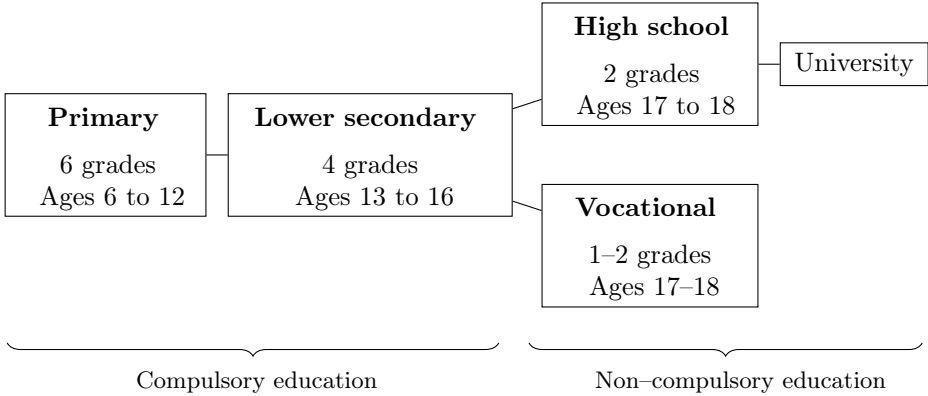 Primary
6 grades
Ages 6 to 12
Lower secondary
4 grades
Ages 13 to 16
High school
2 grades
Ages 17 to 18
University
Vocational
1–2 grades
Ages 17–18
Compulsory education
Non–compulsory education